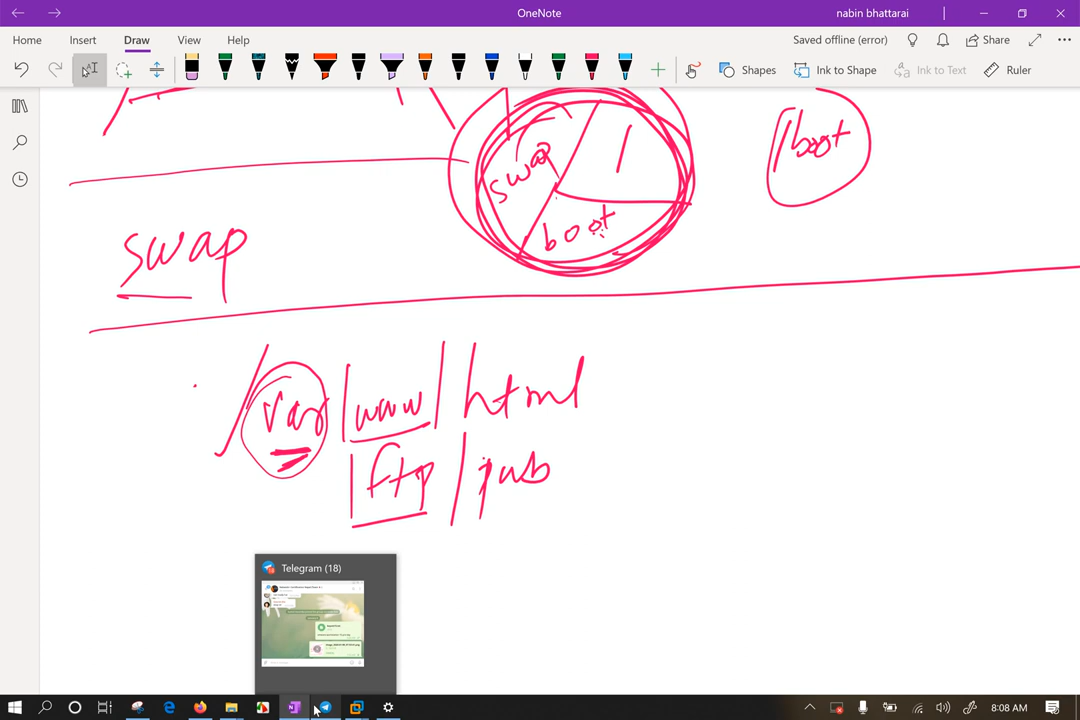 OneNote
nabin bhattarai
Home
Insert
Draw
View
Help
Saved offline (error)
Share
Shapes
Ink to Shape
Ink to Text
Ruler
swap
/
boot
/boot
swap
/var/www/html
/ftp/pub
Telegram (18)
8:08 AM